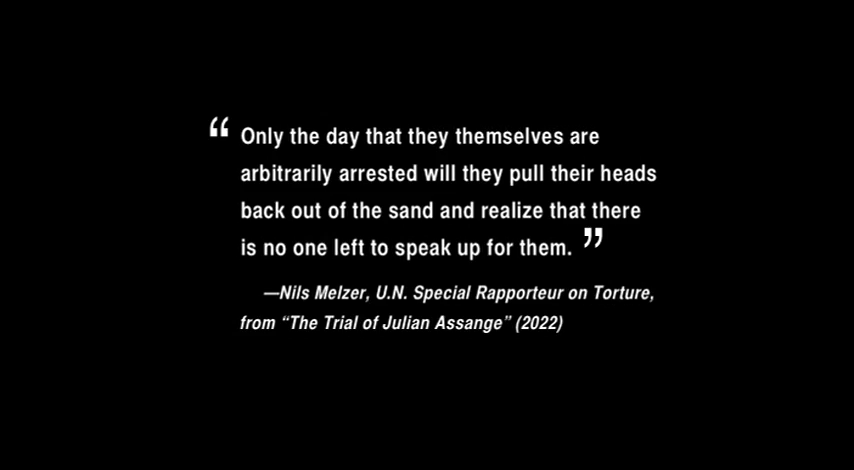 “ Only the day that they themselves are
arbitrarily arrested will they pull their heads
back out of the sand and realize that there
is no one left to speak up for them. ”
—Nils Melzer, U.N. Special Rapporteur on Torture,
from “The Trial of Julian Assange” (2022)